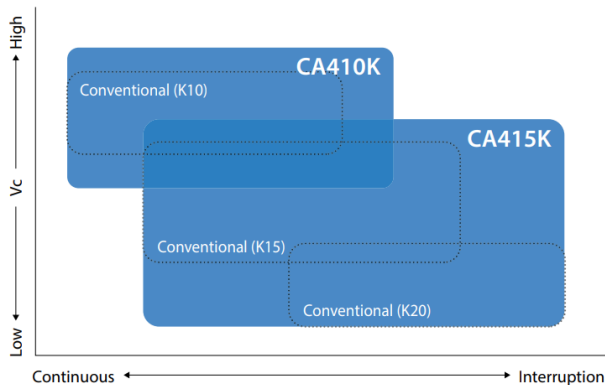 High
CA410K
Conventional (K10)
CA415K
Vc
Conventional (K15)
Conventional (K20)
Low
Continuous
Interruption